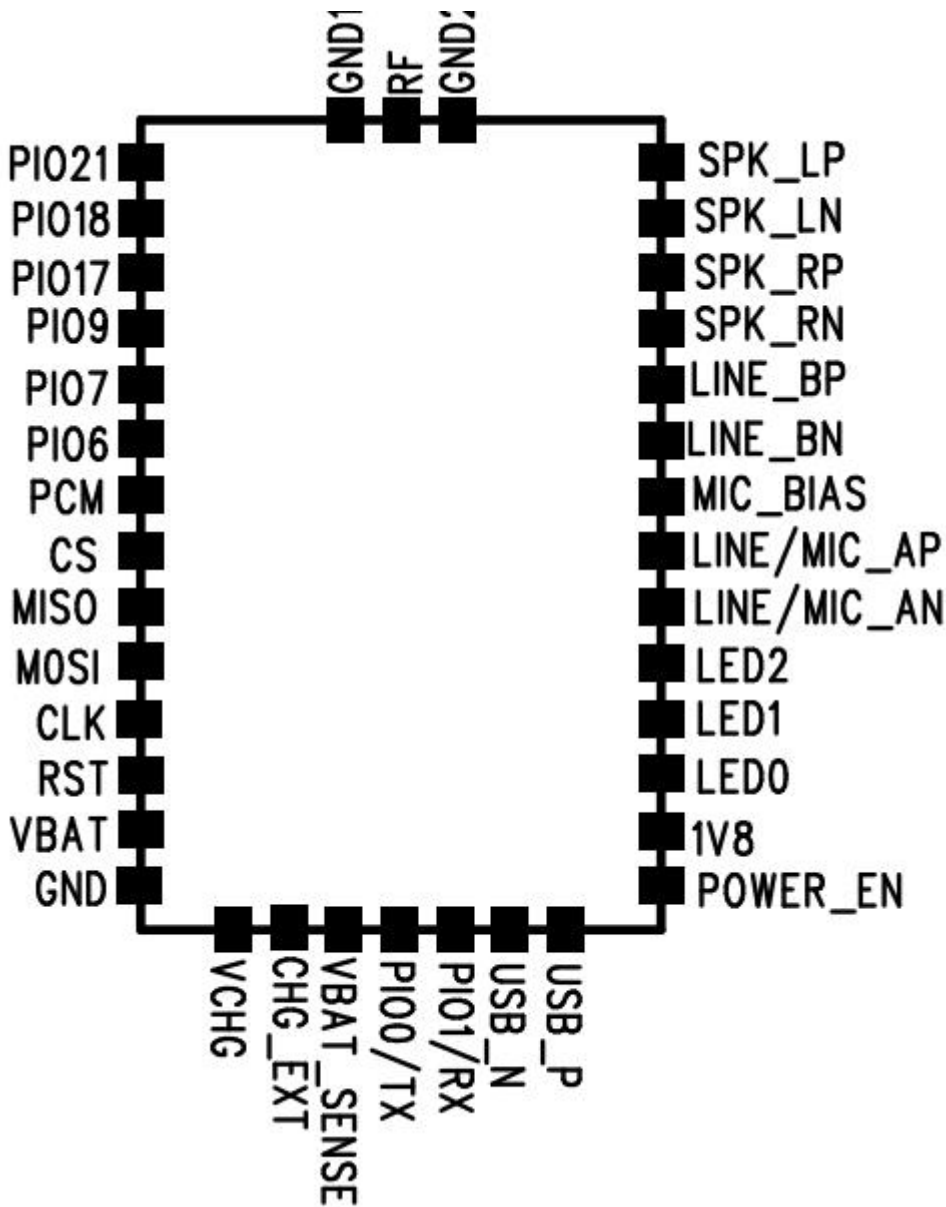 GND1
RF
GND2
PIO21
PIO18
PIO17
PIO9
PIO7
PIO6
PCM
CS
MISO
MOSI
CLK
RST
VBAT
GND
SPK_LP
SPK_LN
SPK_RP
SPK_RN
LINE_BP
LINE_BN
MIC_BIAS
LINE/MIC_AP
LINE/MIC_AN
LED2
LED1
LED0
1V8
POWER_EN
VCHG
CHG_EXT
VBAT_SENSE
PIO0/TX
PIO1/RX
USB_N
USB_P